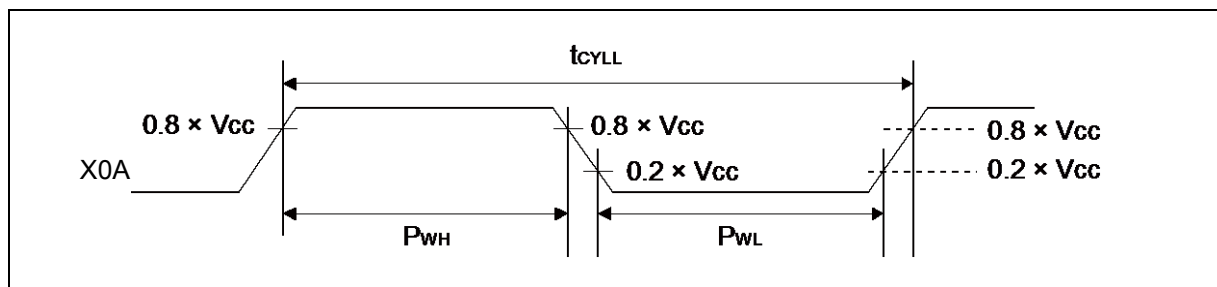 tCYLL
0.8 × Vcc
0.8 × Vcc
0.8 × Vcc
X0A
0.2 × Vcc
0.2 × Vcc
PWH
PWL